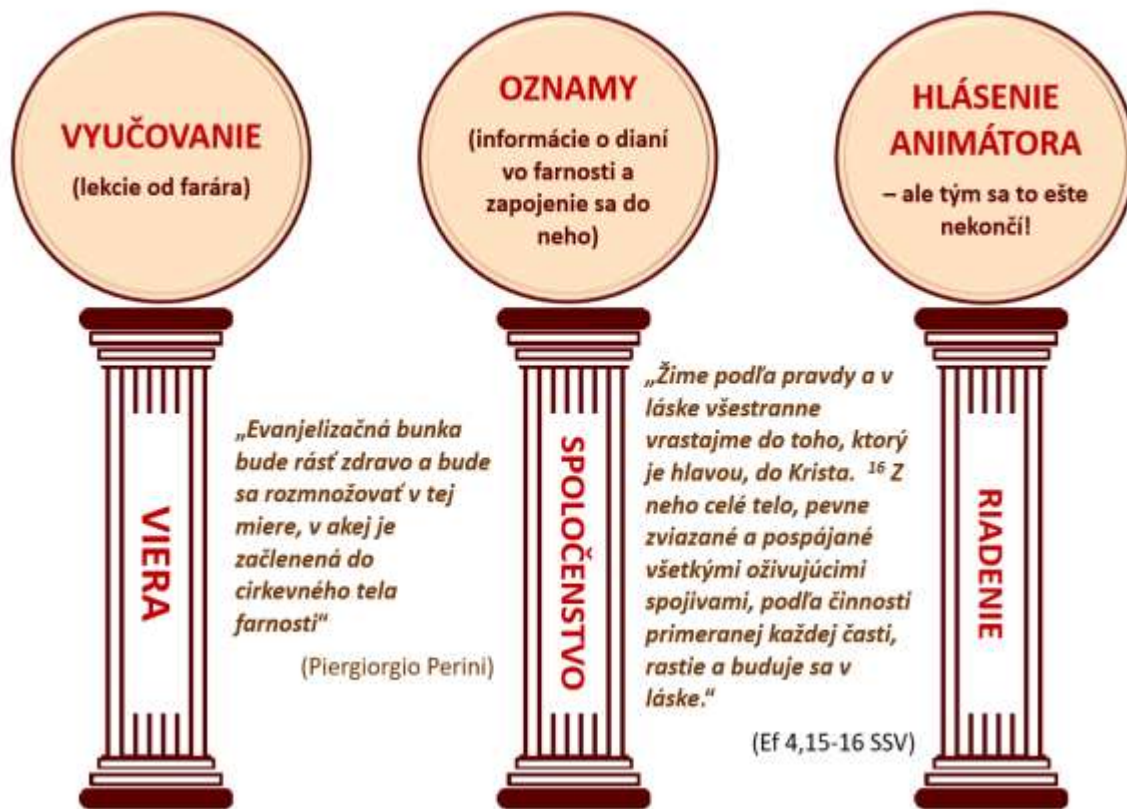 VYUČOVANIE
(lekcie od farára)
OZNAMY
(informácie o dianí
vo farnosti a
zapojenie sa do
neho)
HLÁSENIE
ANIMÁTORA
– ale tým sa to ešte
nekončí!
VIERA
„Evanjelizačná bunka
bude rásť zdravo a bude
sa rozmnožovať v tej
miere, v akej je
začlenená do
cirkevného tela
farnosti“
(Piergiorgio Perini)
SPOLOČENSTVO
„Žime podľa pravdy a v
láske všestranne
vrastajme do toho, ktorý
je hlavou, do Krista. ¹⁶ Z
neho celé telo, pevne
zviazané a pospájané
všetkými oživujúcimi
spojivami, podľa činnosti
primeranej každej časti,
rastie a buduje sa v
láske.“
(Ef 4,15-16 SSV)
RIADENIE